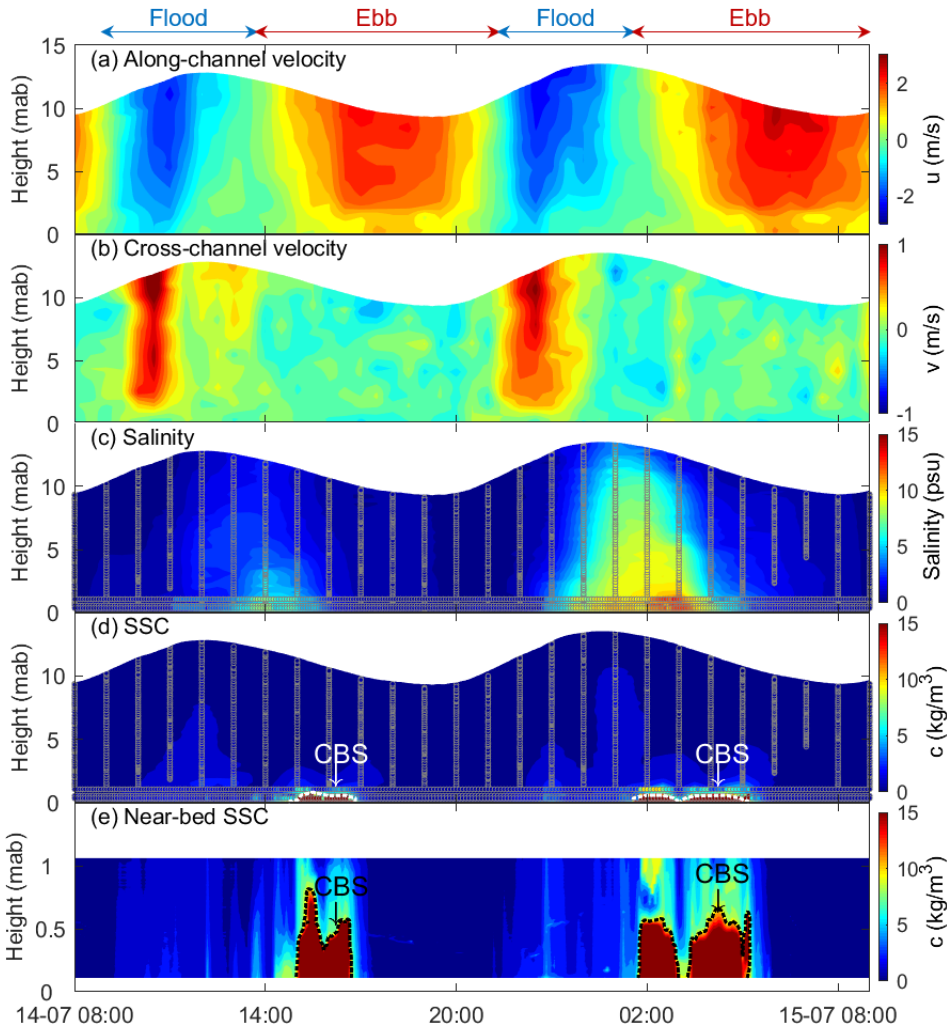 Flood Ebb Flood Ebb
(a) Along-channel velocity
Height (mab)
15
10
5
0
2
0
-2
u (m/s)
(b) Cross-channel velocity
Height (mab)
10
5
0
1
0
-1
v (m/s)
(c) Salinity
Height (mab)
10
5
0
15
10
5
0
Salinity (psu)
(d) SSC
Height (mab)
10
5
0
CBS CBS
15
10
5
0
c (kg/m³)
(e) Near-bed SSC
Height (mab)
1
0.5
0
CBS CBS
15
10
5
0
c (kg/m³)
14-07 08:00 14:00 20:00 02:00 15-07 08:00